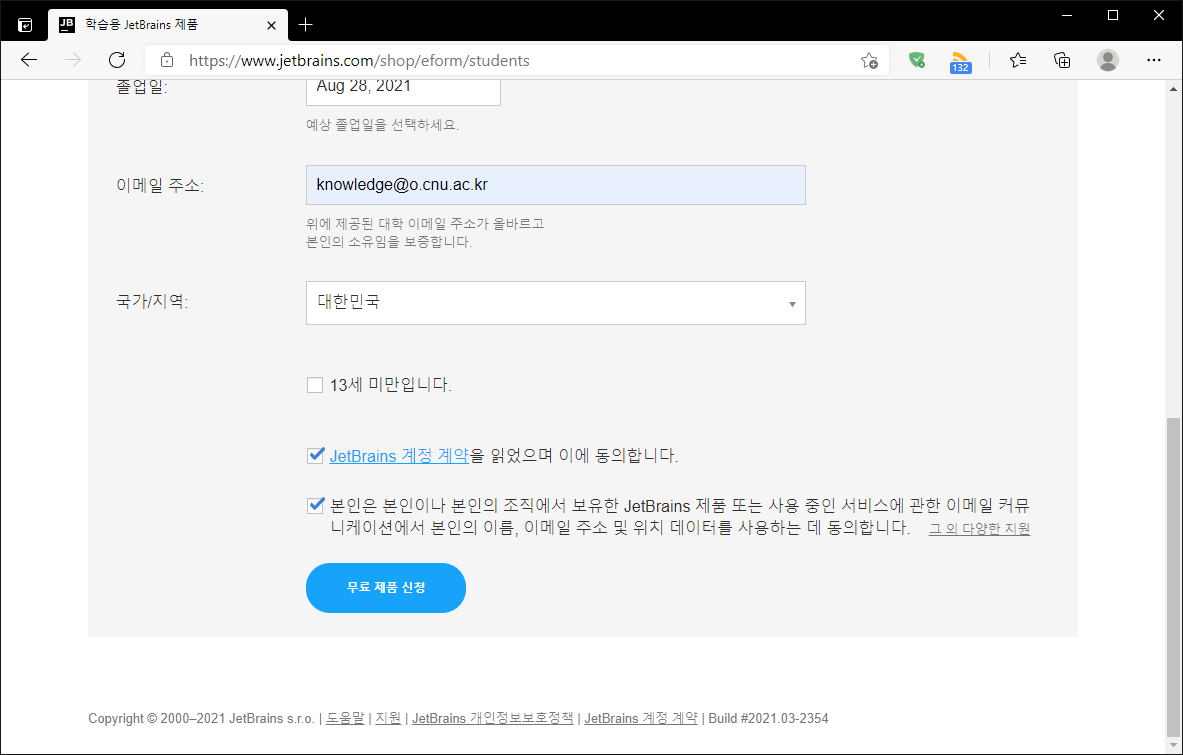 학습용 JetBrains 제품
https://www.jetbrains.com/shop/eform/students
132
졸업일:
Aug 28, 2021
예상 졸업일을 선택하세요.
이메일 주소:
knowledge@o.cnu.ac.kr
위에 제공된 대학 이메일 주소가 올바르고
본인의 소유임을 보증합니다.
국가/지역:
대한민국
13세 미만입니다.
JetBrains 계정 계약을 읽었으며 이에 동의합니다.
본인은 본인이나 본인의 조직에서 보유한 JetBrains 제품 또는 사용 중인 서비스에 관한 이메일 커뮤
니케이션에서 본인의 이름, 이메일 주소 및 위치 데이터를 사용하는 데 동의합니다. 그 외 다양한 지원
무료 제품 신청
Copyright © 2000–2021 JetBrains s.r.o. | 도움말 | 지원 | JetBrains 개인정보보호정책 | JetBrains 계정 계약 | Build #2021.03-2354